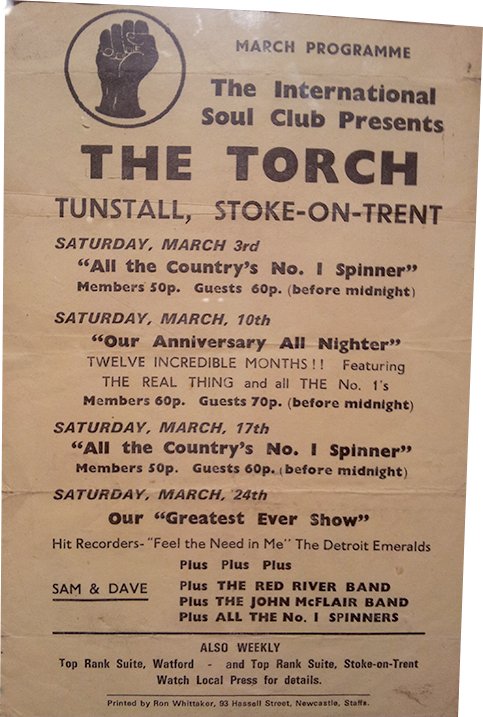 MARCH PROGRAMME
The International
Soul Club Presents
THE TORCH
TUNSTALL, STOKE-ON-TRENT
SATURDAY, MARCH 3rd
"All the Country's No. 1 Spinner"
Members 50p. Guests 60p. (before midnight)
SATURDAY, MARCH, 10th
"Our Anniversary All Nighter"
TWELVE INCREDIBLE MONTHS!! Featuring
THE REAL THING and all THE No. 1's
Members 60p. Guests 70p. (before midnight)
SATURDAY, MARCH, 17th
"All the Country's No. 1 Spinner"
Members 50p. Guests 60p. (before midnight)
SATURDAY, MARCH, 24th
Our "Greatest Ever Show"
Hit Recorders- "Feel the Need in Me" The Detroit Emeralds
Plus Plus Plus
SAM & DAVE
Plus THE RED RIVER BAND
Plus THE JOHN McFLAIR BAND
Plus ALL THE No. 1 SPINNERS
ALSO WEEKLY
Top Rank Suite, Watford - and Top Rank Suite, Stoke-on-Trent
Watch Local Press for details.
Printed by Ron Whittaker, 93 Hassell Street, Newcastle, Staffs.